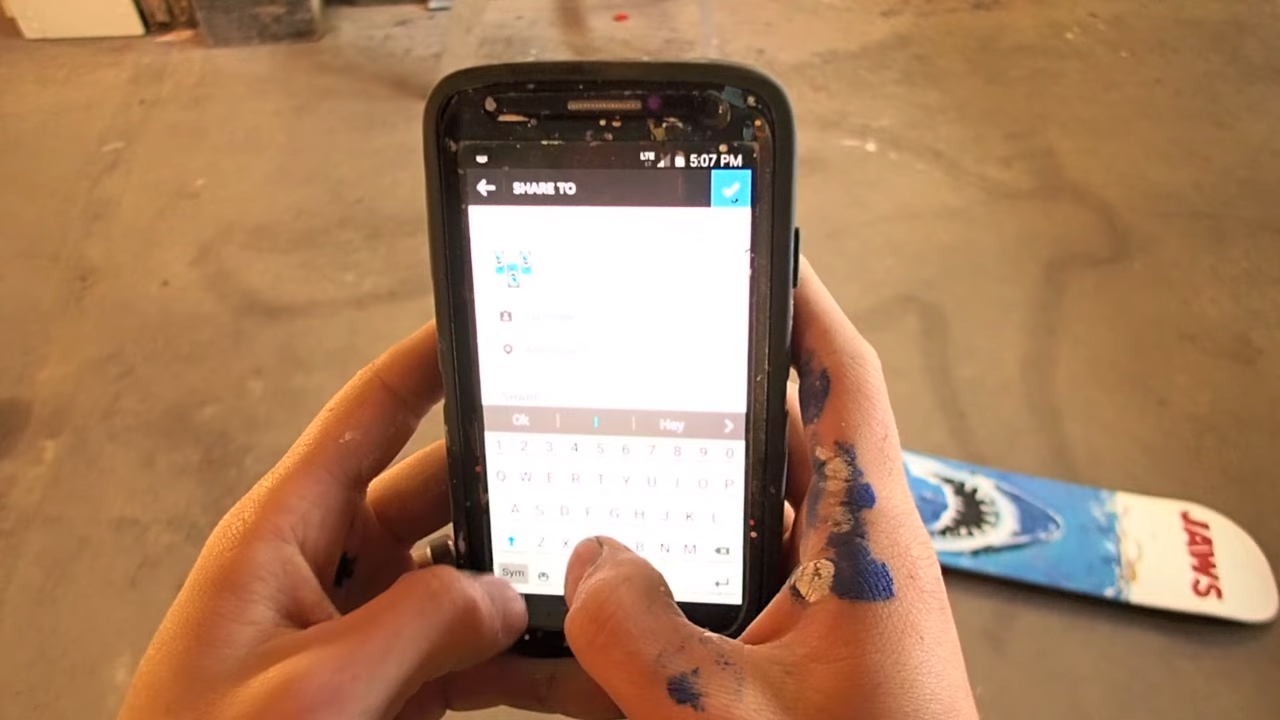 LTE 5:07 PM
SHARE TO
SHARE
Ok I Hey
1 2 3 4 5 6 7 8 9 0
Q W E R T Y U I O P
A S D F G H J K L
Z X B N M
Sym
JAWS